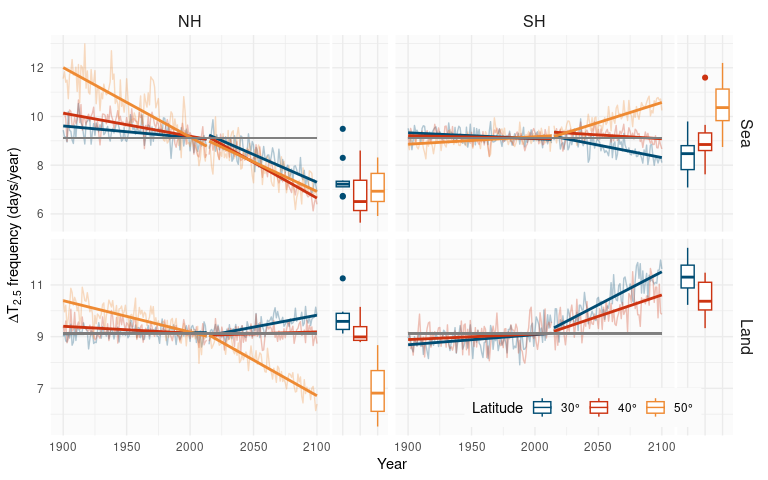 NH SH
12
10
8
6
Sea
ΔT2.5 frequency (days/year)
11
9
7
Land
Latitude 30° 40° 50°
1900 1950 2000 2050 2100 1900 1950 2000 2050 2100
Year